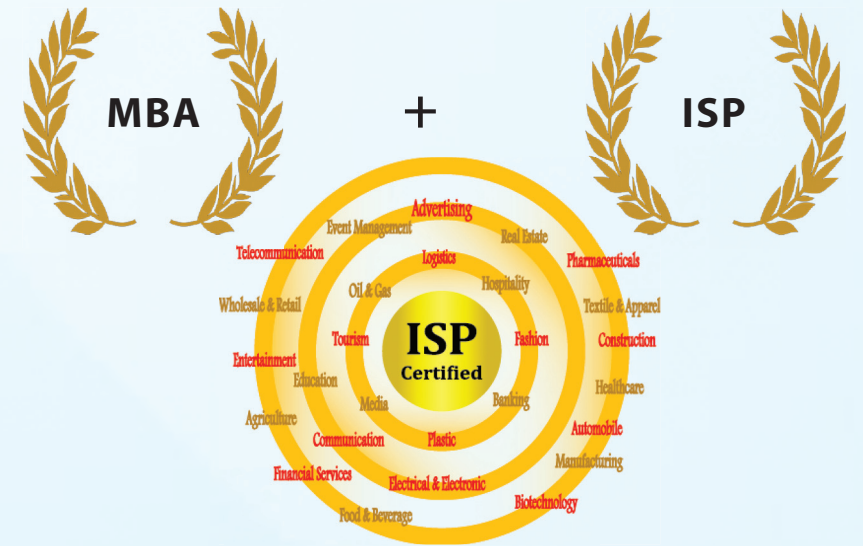 MBA
+
ISP
Advertising
Event Management
Real Estate
Telecommunication
Logistics
Pharmaceuticals
Oil & Gas
Hospitality
Wholesale & Retail
Textile & Apparel
Tourism
ISP
Certified
Fashion
Construction
Entertainment
Education
Healthcare
Media
Banking
Agriculture
Automobile
Communication
Plastic
Manufacturing
Financial Services
Electrical & Electronic
Biotechnology
Food & Beverage